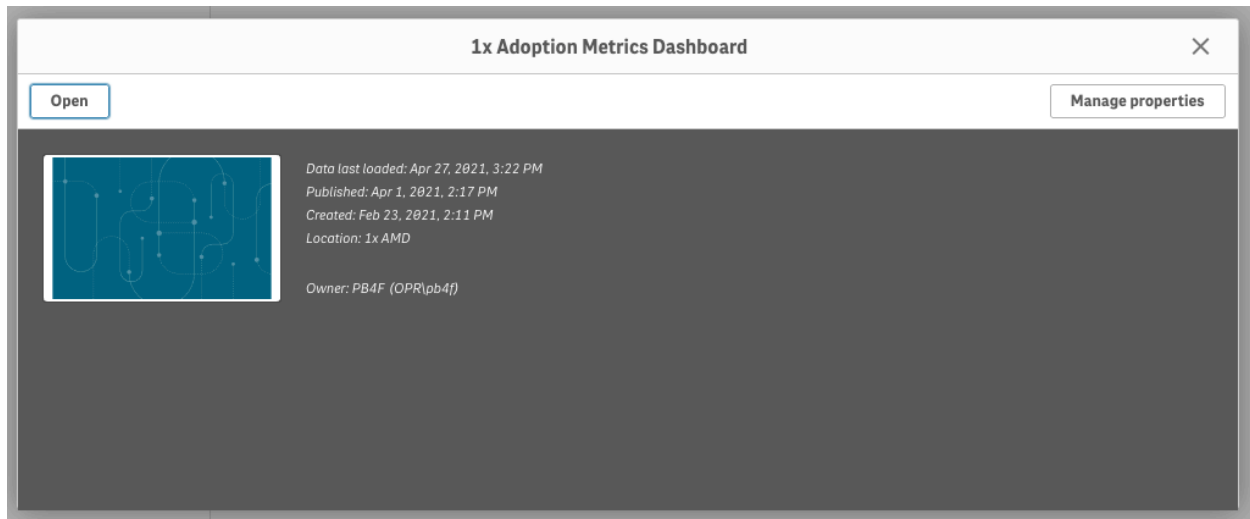 1x Adoption Metrics Dashboard
Open
Manage properties
Data last loaded: Apr 27, 2021, 3:22 PM
Published: Apr 1, 2021, 2:17 PM
Created: Feb 23, 2021, 2:11 PM
Location: 1x AMD
Owner: PB4F (OPR\pb4f)